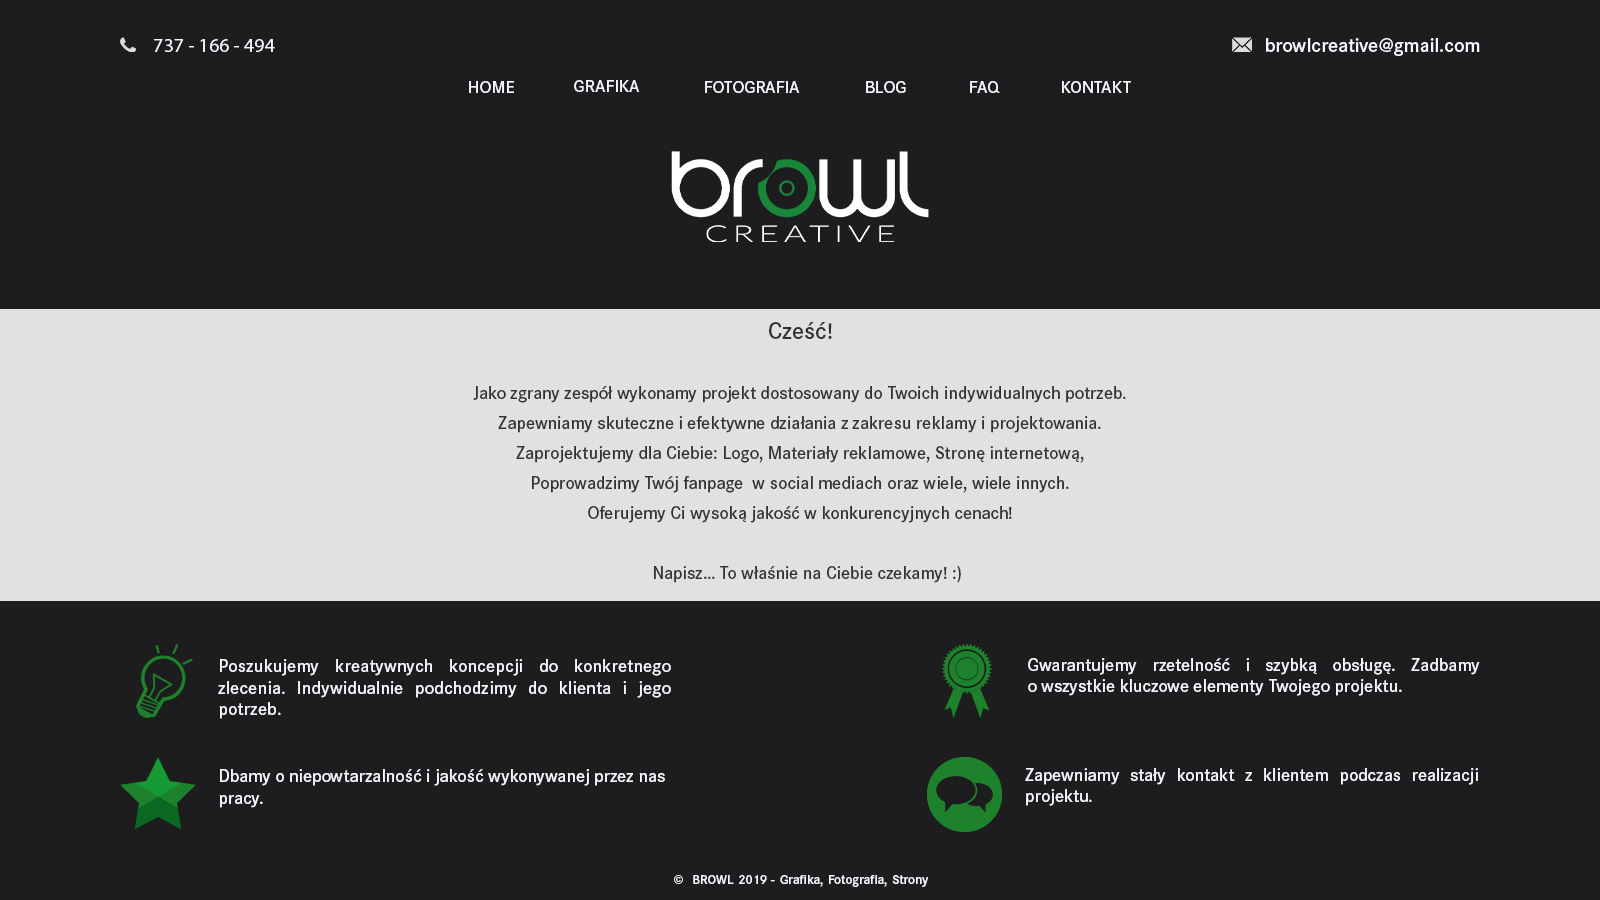 737 - 166 - 494
browlcreative@gmail.com
HOME
GRAFIKA
FOTOGRAFIA
BLOG
FAQ
KONTAKT
browl
CREATIVE
Cześć!
Jako zgrany zespół wykonamy projekt dostosowany do Twoich indywidualnych potrzeb.
Zapewniamy skuteczne i efektywne działania z zakresu reklamy i projektowania.
Zaprojektujemy dla Ciebie: Logo, Materiały reklamowe, Stronę internetową,
Poprowadzimy Twój fanpage w social mediach oraz wiele, wiele innych.
Oferujemy Ci wysoką jakość w konkurencyjnych cenach!
Napisz... To właśnie na Ciebie czekamy! :)
Poszukujemy kreatywnych koncepcji do konkretnego
zlecenia. Indywidualnie podchodzimy do klienta i jego
potrzeb.
Gwarantujemy rzetelność i szybką obsługę. Zadbamy
o wszystkie kluczowe elementy Twojego projektu.
Dbamy o niepowtarzalność i jakość wykonywanej przez nas
pracy.
Zapewniamy stały kontakt z klientem podczas realizacji
projektu.
© BROWL 2019 - Grafika, Fotografia, Strony